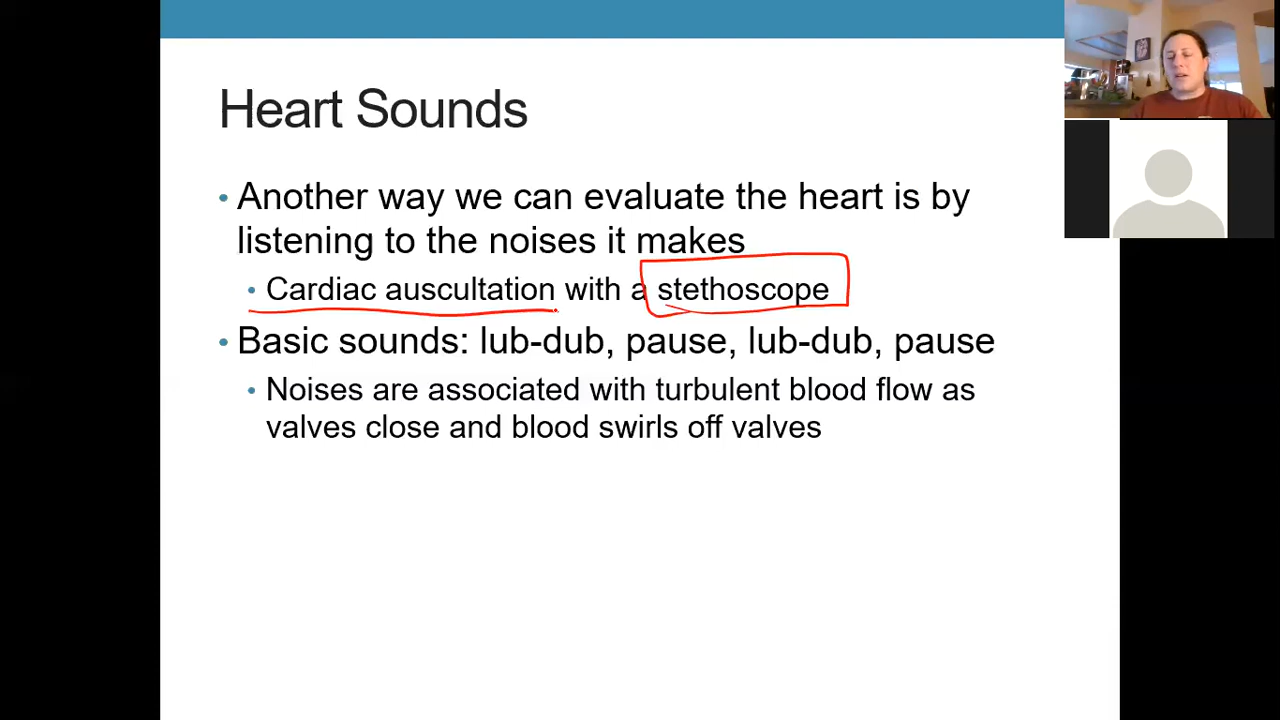 Heart Sounds
Another way we can evaluate the heart is by
listening to the noises it makes
Cardiac auscultation with a stethoscope
Basic sounds: lub-dub, pause, lub-dub, pause
Noises are associated with turbulent blood flow as
valves close and blood swirls off valves